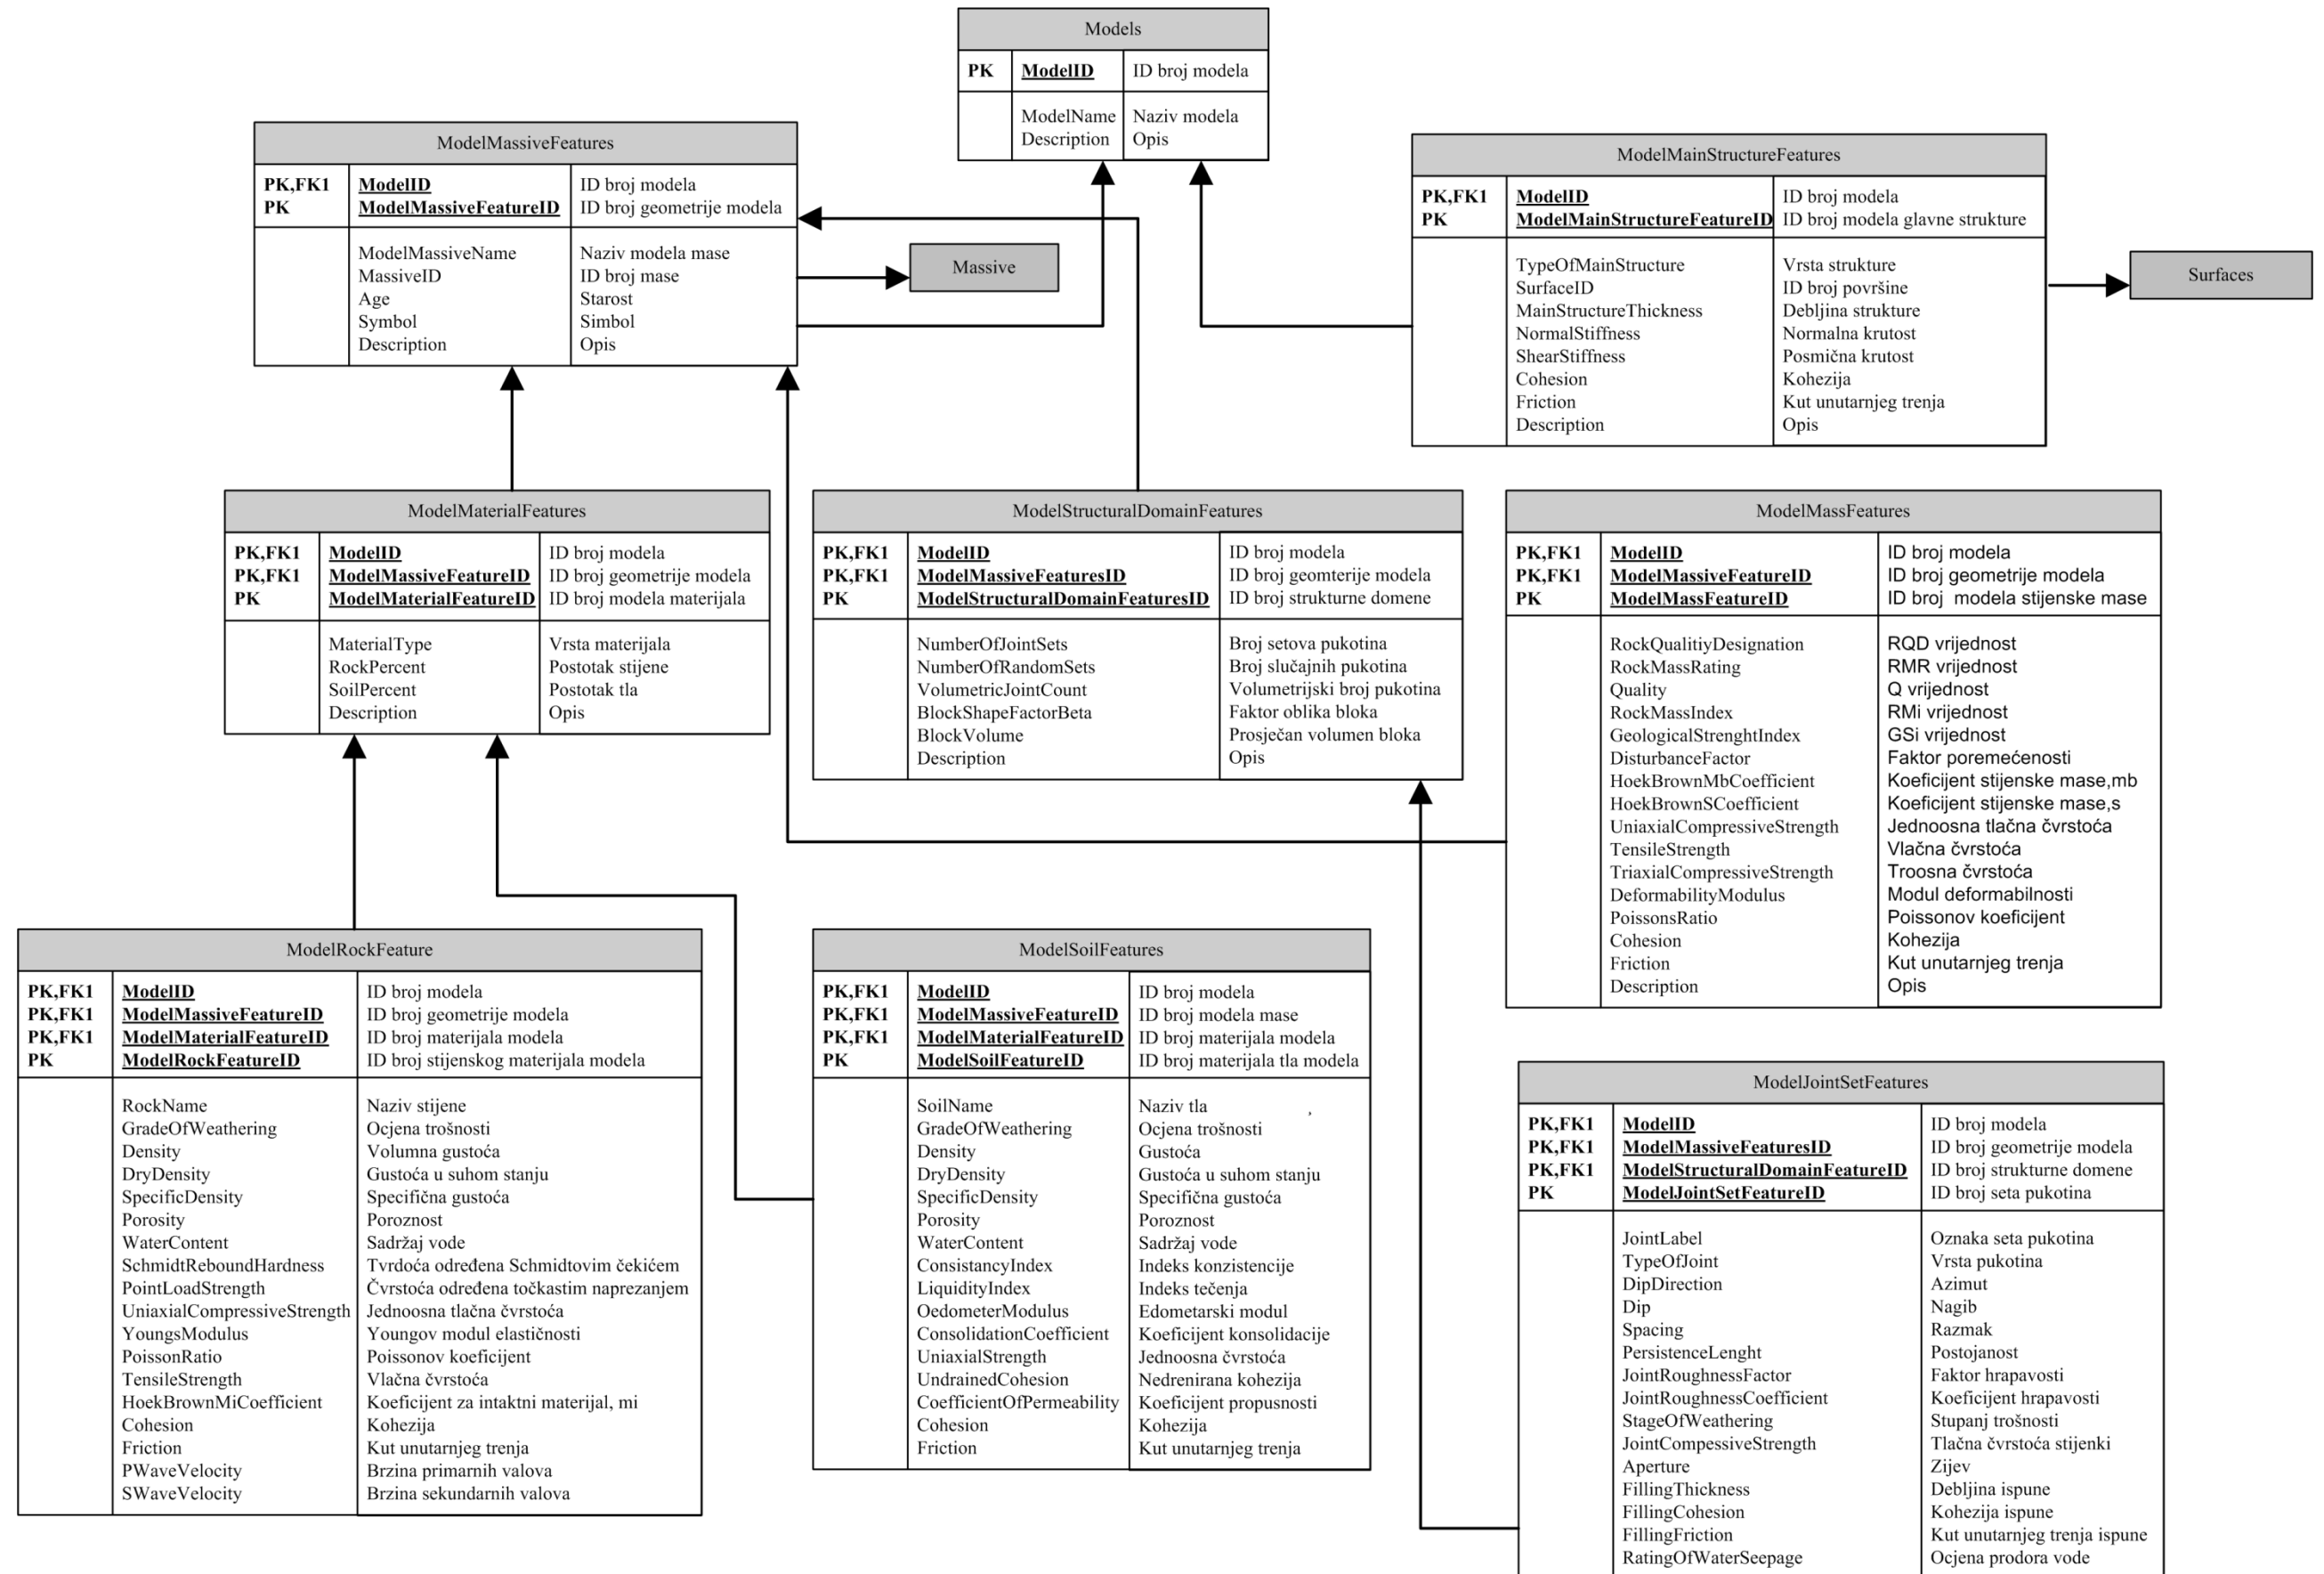 Models
PK ModelID ID broj modela
ModelName Naziv modela
Description Opis
ModelMassiveFeatures
PK,FK1 ModelID ID broj modela
PK ModelMassiveFeatureID ID broj geometrije modela
ModelMassiveName Naziv modela mase
MassiveID ID broj mase
Age Starost
Symbol Simbol
Description Opis
Massive
ModelMainStructureFeatures
PK,FK1 ModelID ID broj modela
PK ModelMainStructureFeatureID ID broj modela glavne strukture
TypeOfMainStructure Vrsta strukture
SurfaceID ID broj površine
MainStructureThickness Debljina strukture
NormalStiffness Normalna krutost
ShearStiffness Posmična krutost
Cohesion Kohezija
Friction Kut unutarnjeg trenja
Description Opis
Surfaces
ModelMaterialFeatures
PK,FK1 ModelID ID broj modela
PK,FK1 ModelMassiveFeatureID ID broj geometrije modela
PK ModelMaterialFeatureID ID broj modela materijala
MaterialType Vrsta materijala
RockPercent Postotak stijene
SoilPercent Postotak tla
Description Opis
ModelStructuralDomainFeatures
PK,FK1 ModelID ID broj modela
PK,FK1 ModelMassiveFeaturesID ID broj geomterije modela
PK ModelStructuralDomainFeaturesID ID broj strukturne domene
NumberOfJointSets Broj setova pukotina
NumberOfRandomSets Broj slučajnih pukotina
VolumetricJointCount Volumetrijski broj pukotina
BlockShapeFactorBeta Faktor oblika bloka
BlockVolume Prosječan volumen bloka
Description Opis
ModelMassFeatures
PK,FK1 ModelID ID broj modela
PK,FK1 ModelMassiveFeatureID ID broj geometrije modela
PK ModelMassFeatureID ID broj modela stijenske mase
RockQualitiyDesignation RQD vrijednost
RockMassRating RMR vrijednost
Quality Q vrijednost
RockMassIndex RMi vrijednost
GeologicalStrenghtIndex GSi vrijednost
DisturbanceFactor Faktor poremećenosti
HoekBrownMbCoefficient Koeficijent stijenske mase,mb
HoekBrownSCoefficient Koeficijent stijenske mase,s
UniaxialCompressiveStrength Jednoosna tlačna čvrstoća
TensileStrength Vlačna čvrstoća
TriaxialCompressiveStrength Troosna čvrstoća
DeformabilityModulus Modul deformabilnosti
PoissonsRatio Poissonov koeficijent
Cohesion Kohezija
Friction Kut unutarnjeg trenja
Description Opis
ModelRockFeature
PK,FK1 ModelID ID broj modela
PK,FK1 ModelMassiveFeatureID ID broj geometrije modela
PK,FK1 ModelMaterialFeatureID ID broj materijala modela
PK ModelRockFeatureID ID broj stijenskog materijala modela
RockName Naziv stijene
GradeOfWeathering Ocjena trošnosti
Density Volumna gustoća
DryDensity Gustoća u suhom stanju
SpecificDensity Specifična gustoća
Porosity Poroznost
WaterContent Sadržaj vode
SchmidtReboundHardness Tvrdoća određena Schmidtovim čekićem
PointLoadStrength Čvrstoća određena točkastim naprezanjem
UniaxialCompressiveStrength Jednoosna tlačna čvrstoća
YoungsModulus Youngov modul elastičnosti
PoissonRatio Poissonov koeficijent
TensileStrength Vlačna čvrstoća
HoekBrownMiCoefficient Koeficijent za intaktni materijal, mi
Cohesion Kohezija
Friction Kut unutarnjeg trenja
PWaveVelocity Brzina primarnih valova
SWaveVelocity Brzina sekundarnih valova
ModelSoilFeatures
PK,FK1 ModelID ID broj modela
PK,FK1 ModelMassiveFeatureID ID broj modela mase
PK,FK1 ModelMaterialFeatureID ID broj materijala modela
PK ModelSoilFeatureID ID broj materijala tla modela
SoilName Naziv tla ,
GradeOfWeathering Ocjena trošnosti
Density Gustoća
DryDensity Gustoća u suhom stanju
SpecificDensity Specifična gustoća
Porosity Poroznost
WaterContent Sadržaj vode
ConsistancyIndex Indeks konzistencije
LiquidityIndex Indeks tečenja
OedometerModulus Edometarski modul
ConsolidationCoefficient Koeficijent konsolidacije
UniaxialStrength Jednoosna čvrstoća
UndrainedCohesion Nedrenirana kohezija
CoefficientOfPermeability Koeficijent propusnosti
Cohesion Kohezija
Friction Kut unutarnjeg trenja
ModelJointSetFeatures
PK,FK1 ModelID ID broj modela
PK,FK1 ModelMassiveFeaturesID ID broj geometrije modela
PK,FK1 ModelStructuralDomainFeatureID ID broj strukturne domene
PK ModelJointSetFeatureID ID broj seta pukotina
JointLabel Oznaka seta pukotina
TypeOfJoint Vrsta pukotina
DipDirection Azimut
Dip Nagib
Spacing Razmak
PersistenceLenght Postojanost
JointRoughnessFactor Faktor hrapavosti
JointRoughnessCoefficient Koeficijent hrapavosti
StageOfWeathering Stupanj trošnosti
JointCompessiveStrength Tlačna čvrstoća stijenki
Aperture Zijev
FillingThickness Debljina ispune
FillingCohesion Kohezija ispune
FillingFriction Kut unutarnjeg trenja ispune
RatingOfWaterSeepage Ocjena prodora vode